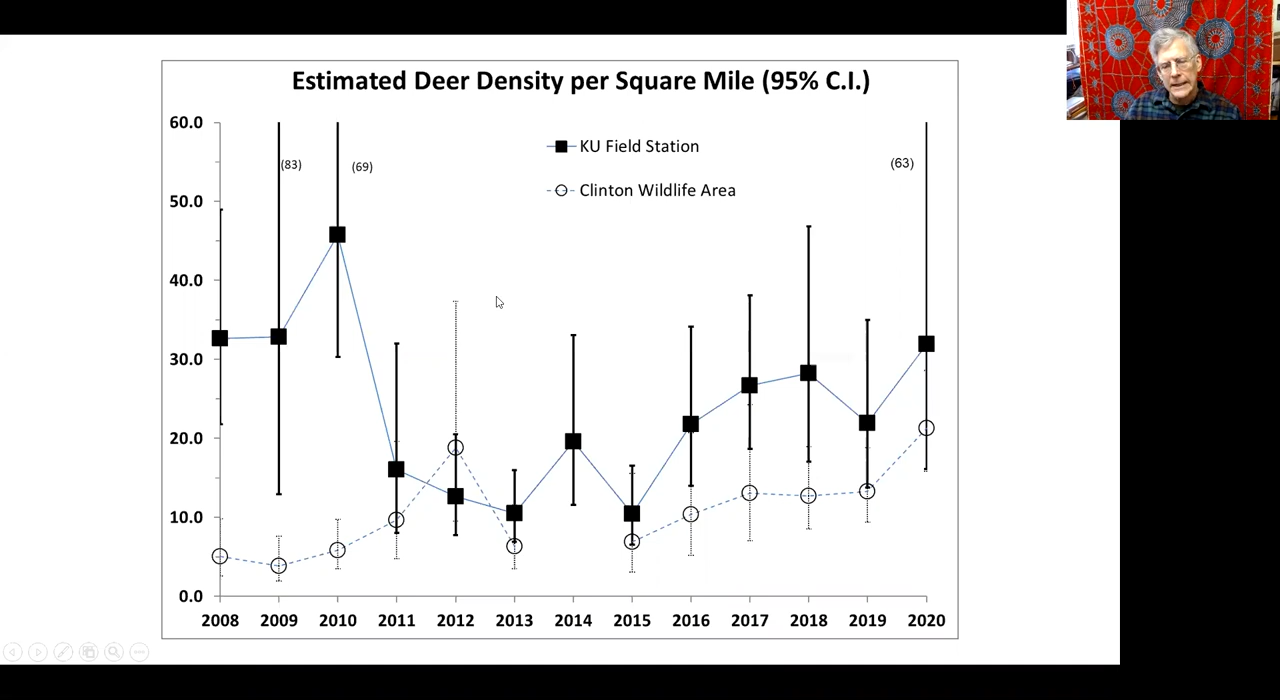 Estimated Deer Density per Square Mile (95% C.I.)
60.0
50.0
40.0
30.0
20.0
10.0
0.0
(83)
(69)
(63)
KU Field Station
Clinton Wildlife Area
2008 2009 2010 2011 2012 2013 2014 2015 2016 2017 2018 2019 2020